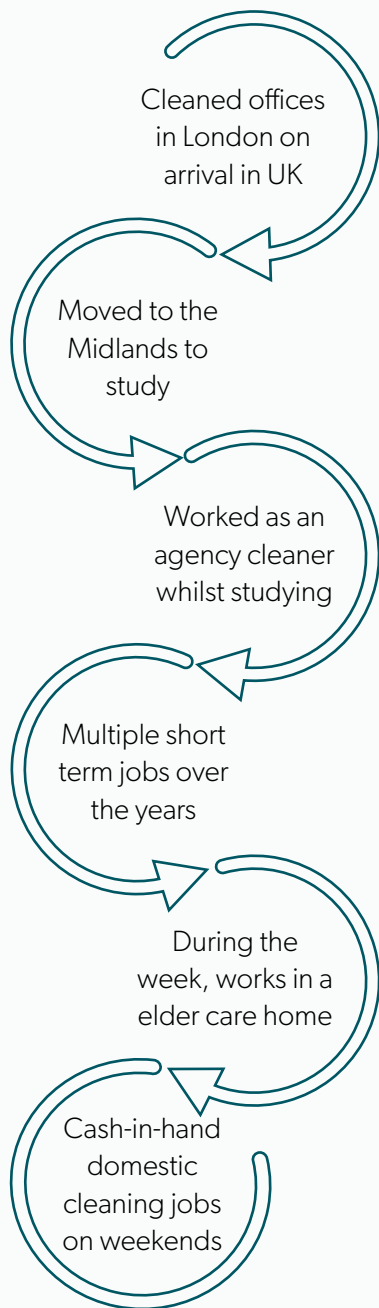 Cleaned offices
in London on
arrival in UK
Moved to the
Midlands to
study
Worked as an
agency cleaner
whilst studying
Multiple short
term jobs over
the years
During the
week, works in a
elder care home
Cash-in-hand
domestic
cleaning jobs
on weekends